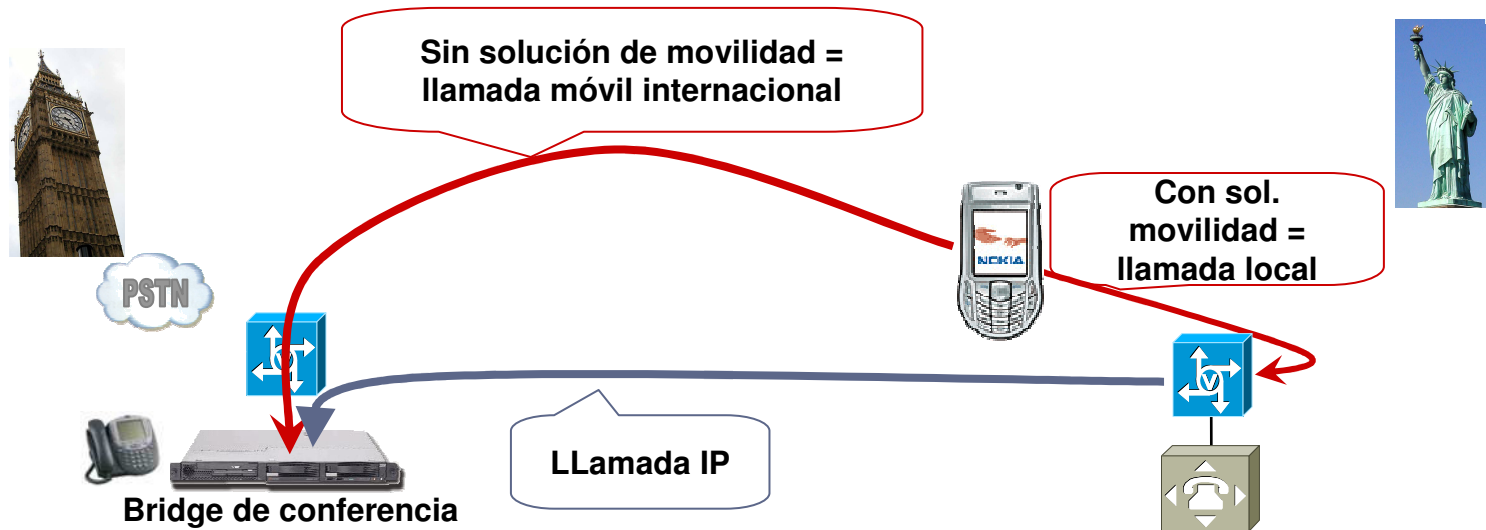 Sin solución de movilidad =
llamada móvil internacional
Con sol.
movilidad =
llamada local
NOKIA
PSTN
V
V
LLamada IP
Bridge de conferencia